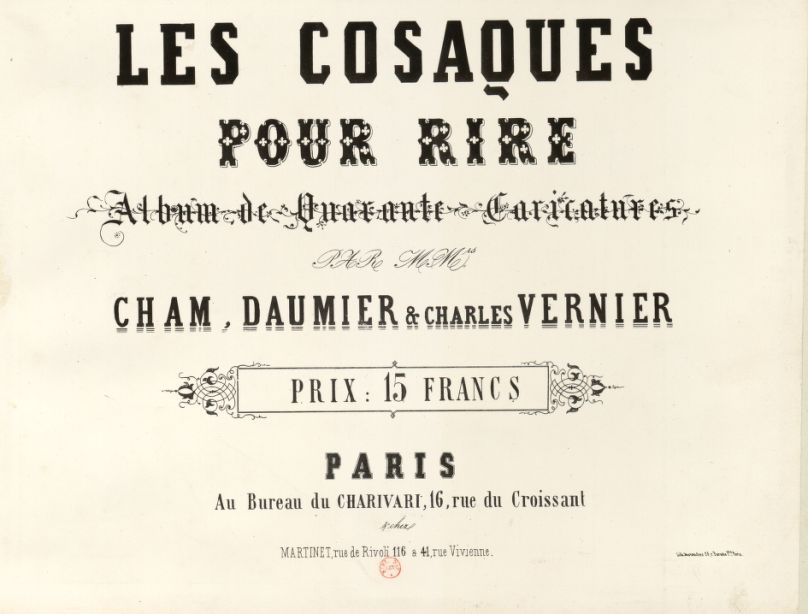 LES COSAQUES
POUR RIRE
Album de Quarante Caricatures
PAR MM.rs
CHAM, DAUMIER & CHARLES VERNIER
PRIX: 15 FRANCS
PARIS
Au Bureau du CHARIVARI, 16, rue du Croissant
& chez
MARTINET, rue de Rivoli 116 a 41, rue Vivienne.